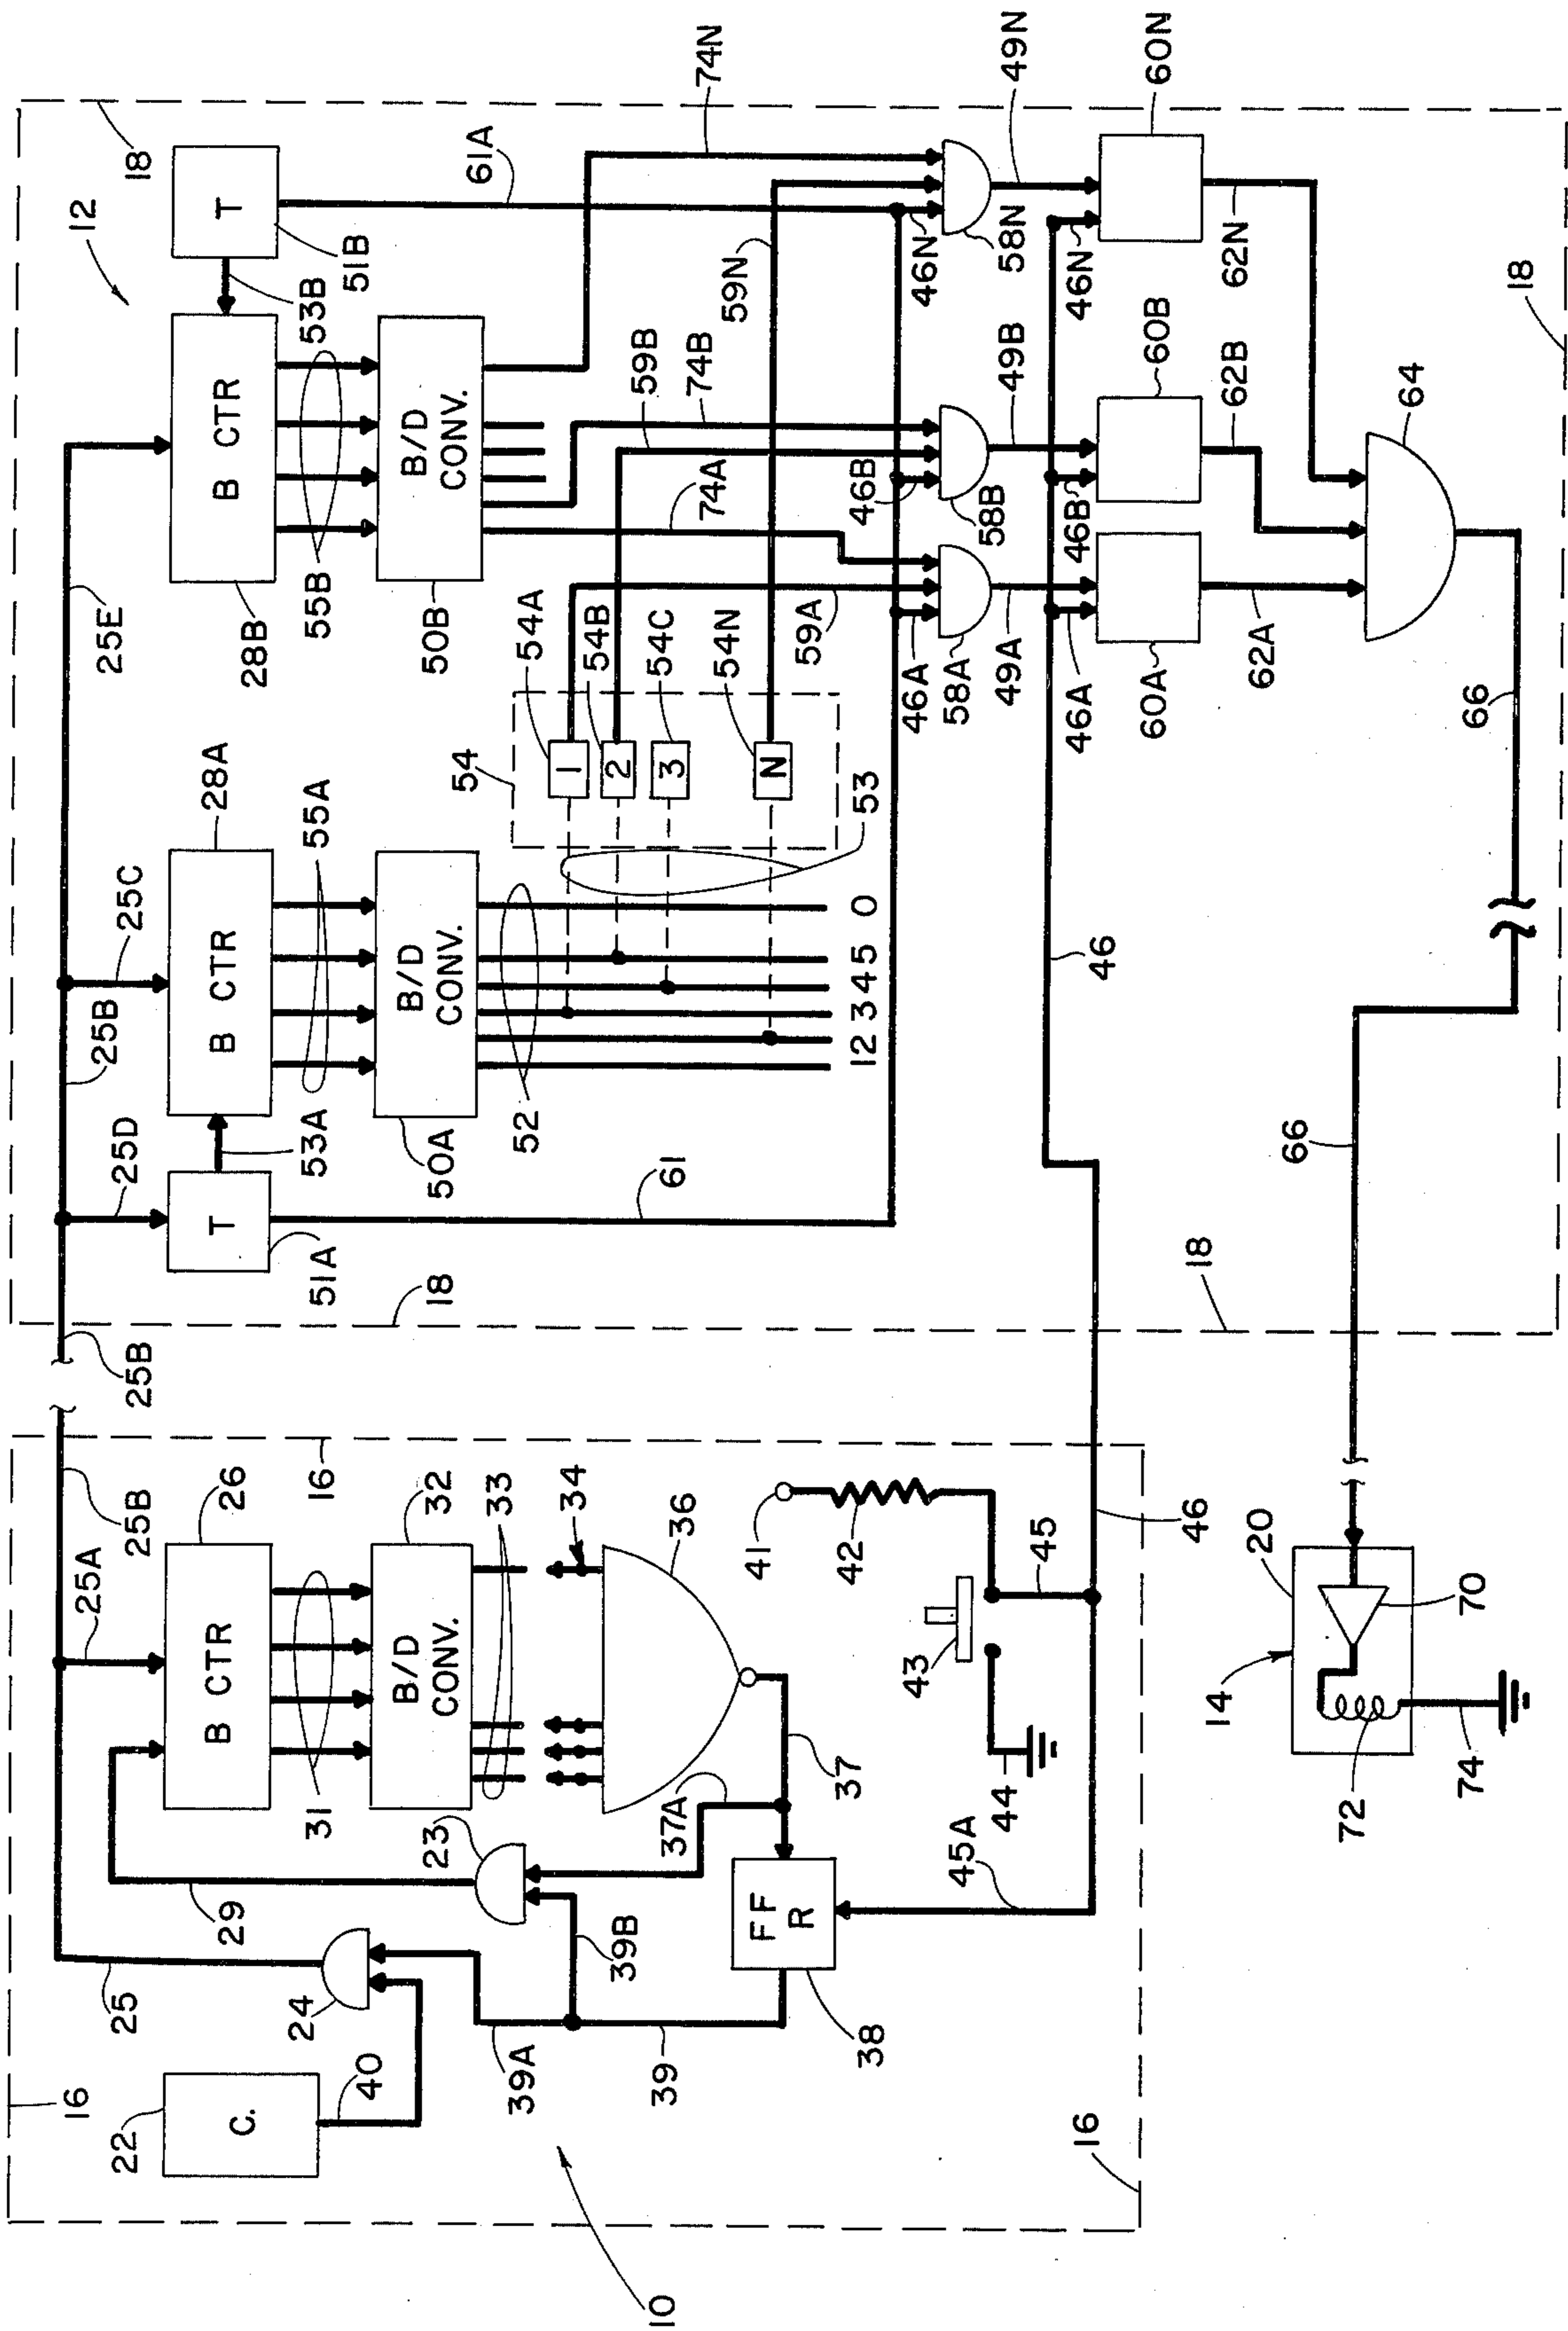 12
18
25E
B CTR
28B
53B
T
51B
61A
74N
55B
B/D
CONV.
50B
59B
74B
74A
59N
25B
25C
25D
B CTR
28A
53A
T
51A
55A
B/D
CONV.
50A
52
61
54
1
54A
2
54B
3
54C
N
54N
53
1 2 3 4 5 0
59A
46A
58A
46B
58B
46N
58N
49A
49B
49N
46
46A
46B
46N
60A
60B
60N
62A
62B
62N
64
66
66
18
18
18
25B
16
25B
25A
B CTR
26
31
B/D
CONV.
32
33
34
36
37
37A
23
29
25
24
39B
39A
39
40
C.
22
16
FF
R
38
41
42
43
44
45
45A
46
16
10
14
20
70
72
74